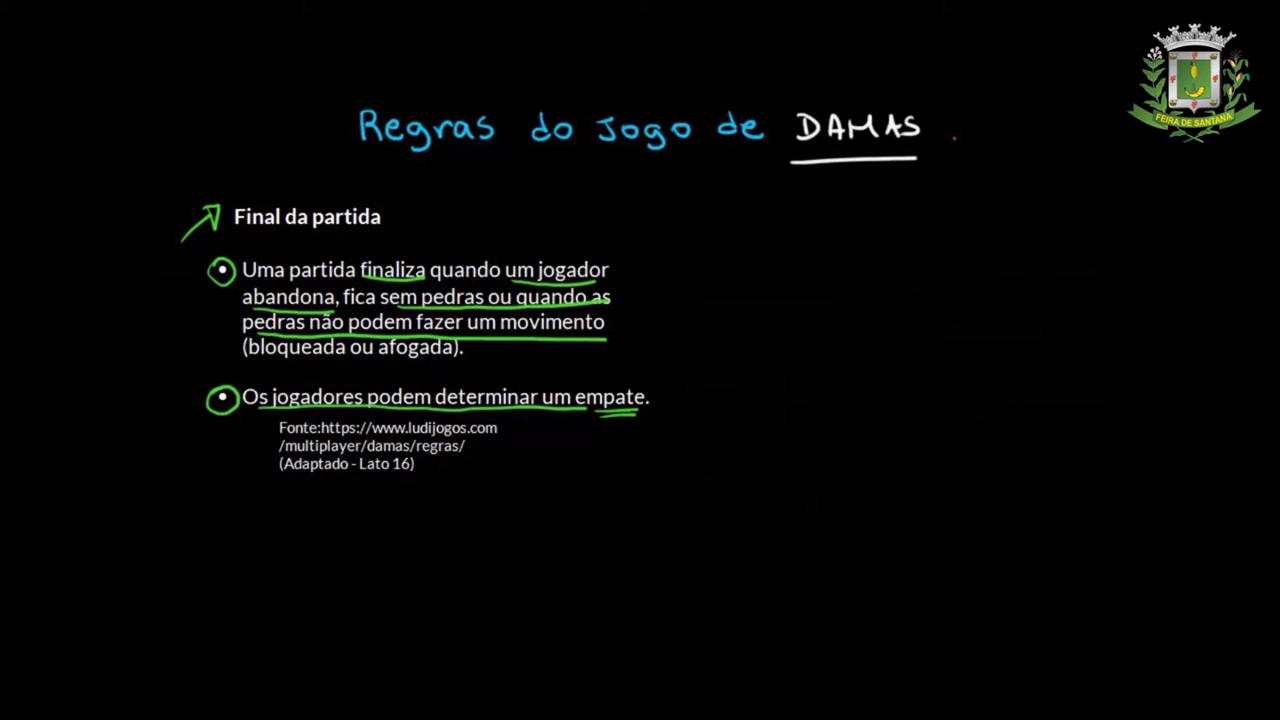 Regras do Jogo de DAMAS
FEIRA DE SANTANA
Final da partida
• Uma partida finaliza quando um jogador
abandona, fica sem pedras ou quando as
pedras não podem fazer um movimento
(bloqueada ou afogada).
• Os jogadores podem determinar um empate.
Fonte:https://www.ludijogos.com
/multiplayer/damas/regras/
(Adaptado - Lato 16)